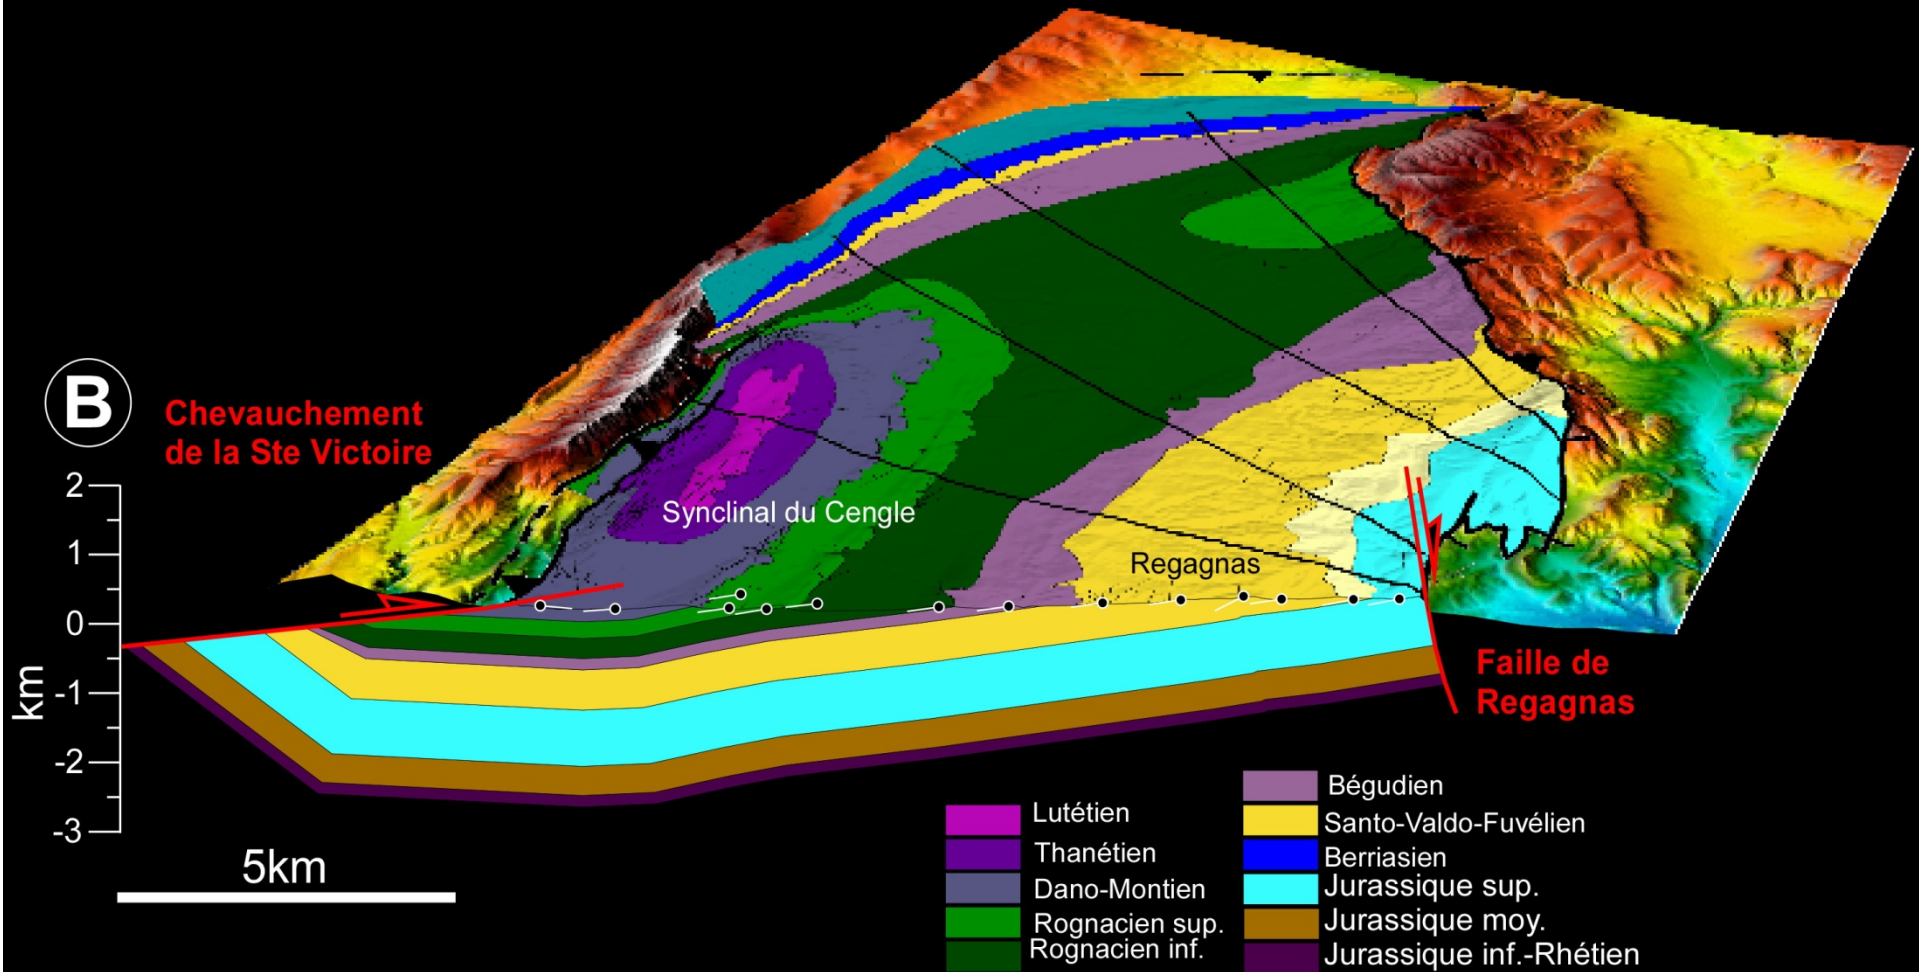 B
Chevauchement
de la Ste Victoire
2
1
0
-1
-2
-3
km
5km
Synclinal du Cengle
Regagnas
Faille de
Regagnas
Lutétien
Thanétien
Dano-Montien
Rognacien sup.
Rognacien inf.
Bégudien
Santo-Valdo-Fuvélien
Berriasien
Jurassique sup.
Jurassique moy.
Jurassique inf.-Rhétien